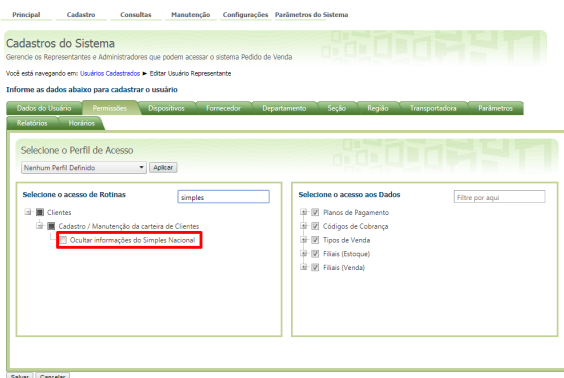 Principal Cadastro Consultas Manutenção Configurações Parâmetros do Sistema
Cadastros do Sistema
Gerencie os Representantes e Administradores que podem acessar o sistema Pedido de Venda
Você está navegando em: Usuários Cadastrados ► Editar Usuário Representante
Informe as dados abaixo para cadastrar o usuário
Dados do Usuário Permissões Dispositivos Fornecedor Departamento Seção Região Transportadora Parâmetros
Relatórios Horários
Selecione o Perfil de Acesso
Nenhum Perfil Definido Aplicar
Selecione o acesso de Rotinas simples
Clientes
Cadastro / Manutenção da carteira de Clientes
Ocultar informações do Simples Nacional
Selecione o acesso aos Dados Filtre por aqui
Planos de Pagamento
Códigos de Cobrança
Tipos de Venda
Filiais (Estoque)
Filiais (Venda)
Salvar Cancelar